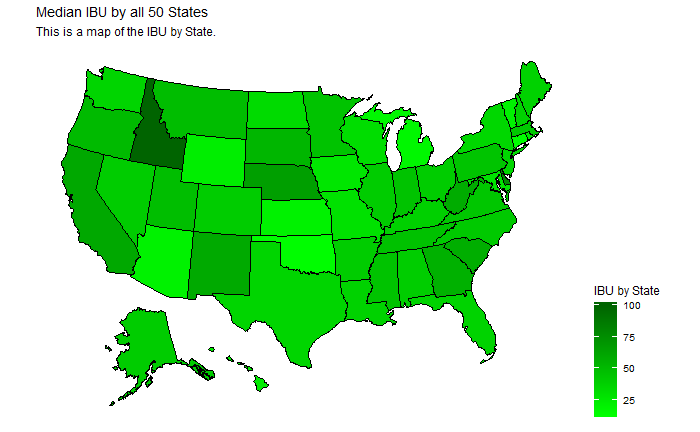 Median IBU by all 50 States
This is a map of the IBU by State.
IBU by State
100
75
50
25